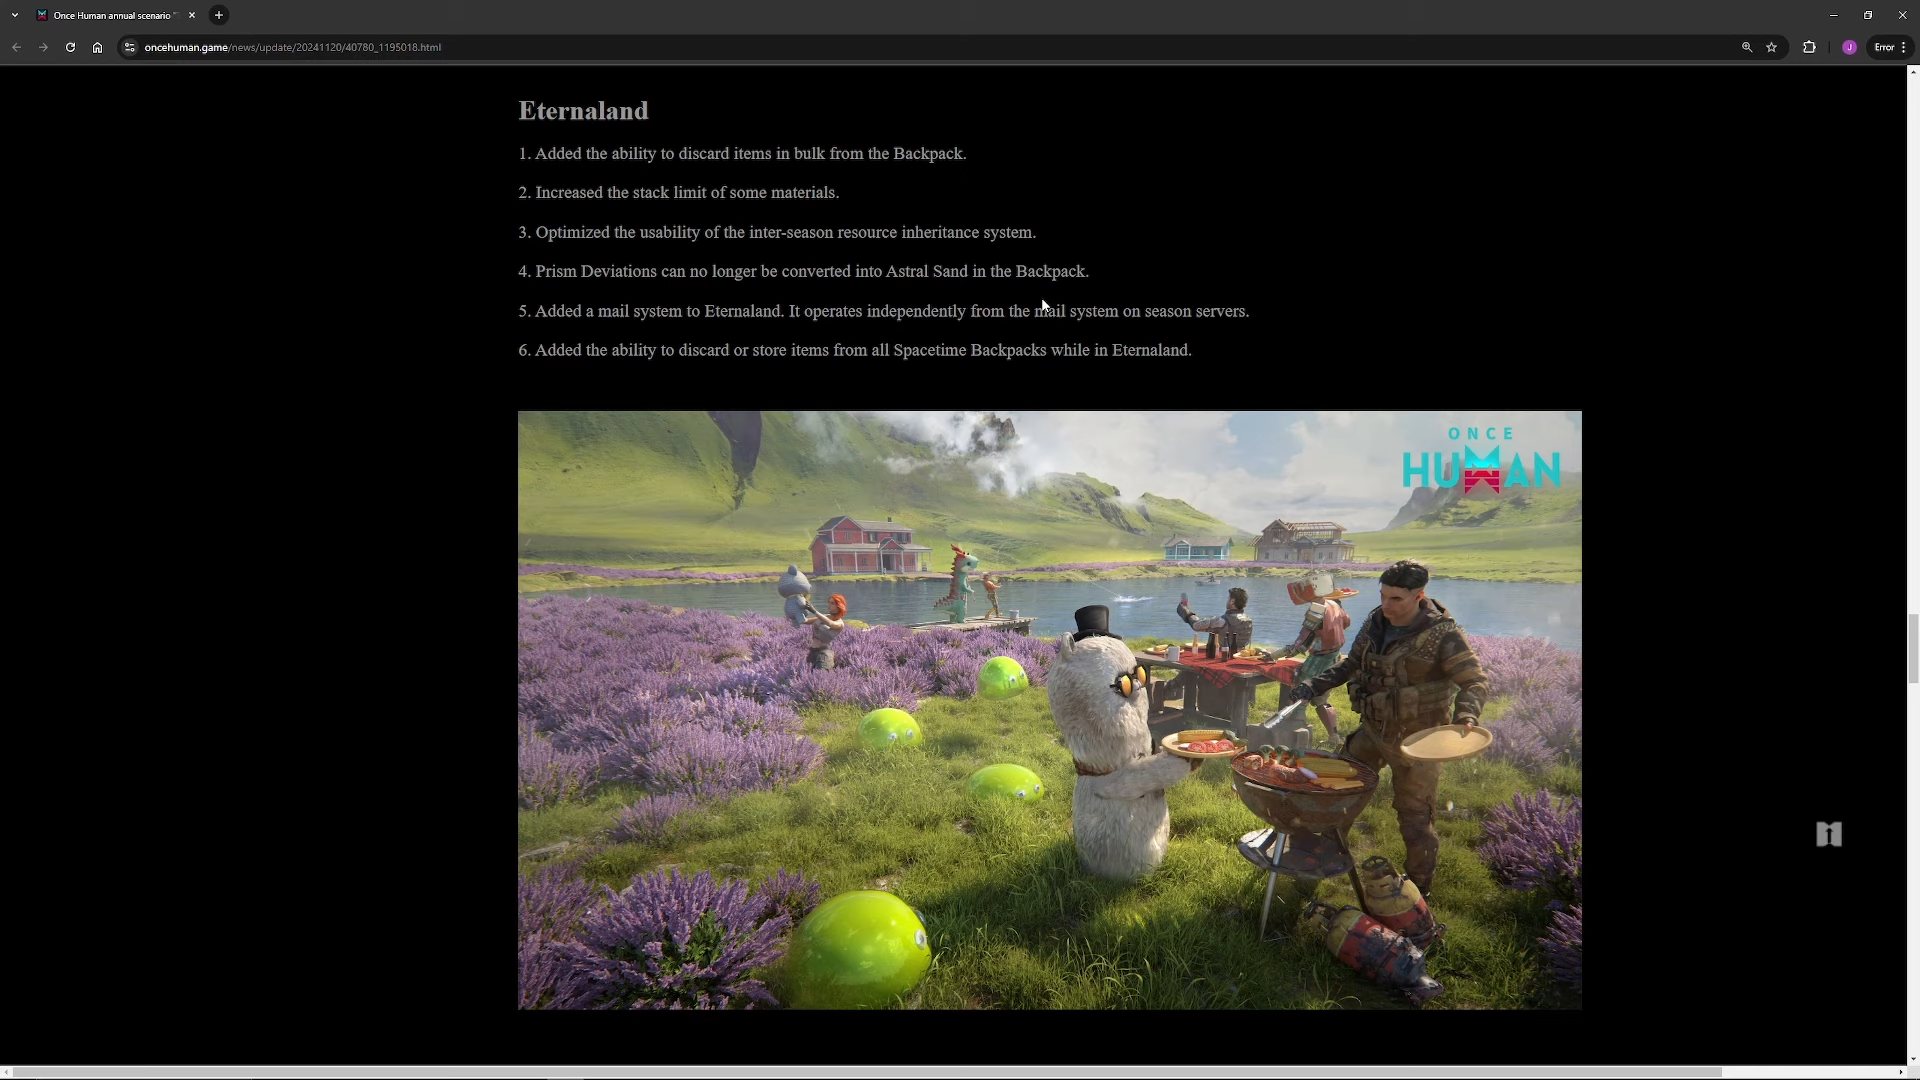 Once Human annual scenario
oncehuman.game/news/update/20241120/40780_1195018.html
J
Error
Eternaland
1. Added the ability to discard items in bulk from the Backpack.
2. Increased the stack limit of some materials.
3. Optimized the usability of the inter-season resource inheritance system.
4. Prism Deviations can no longer be converted into Astral Sand in the Backpack.
5. Added a mail system to Eternaland. It operates independently from the mail system on season servers.
6. Added the ability to discard or store items from all Spacetime Backpacks while in Eternaland.
ONCE
HUMAN